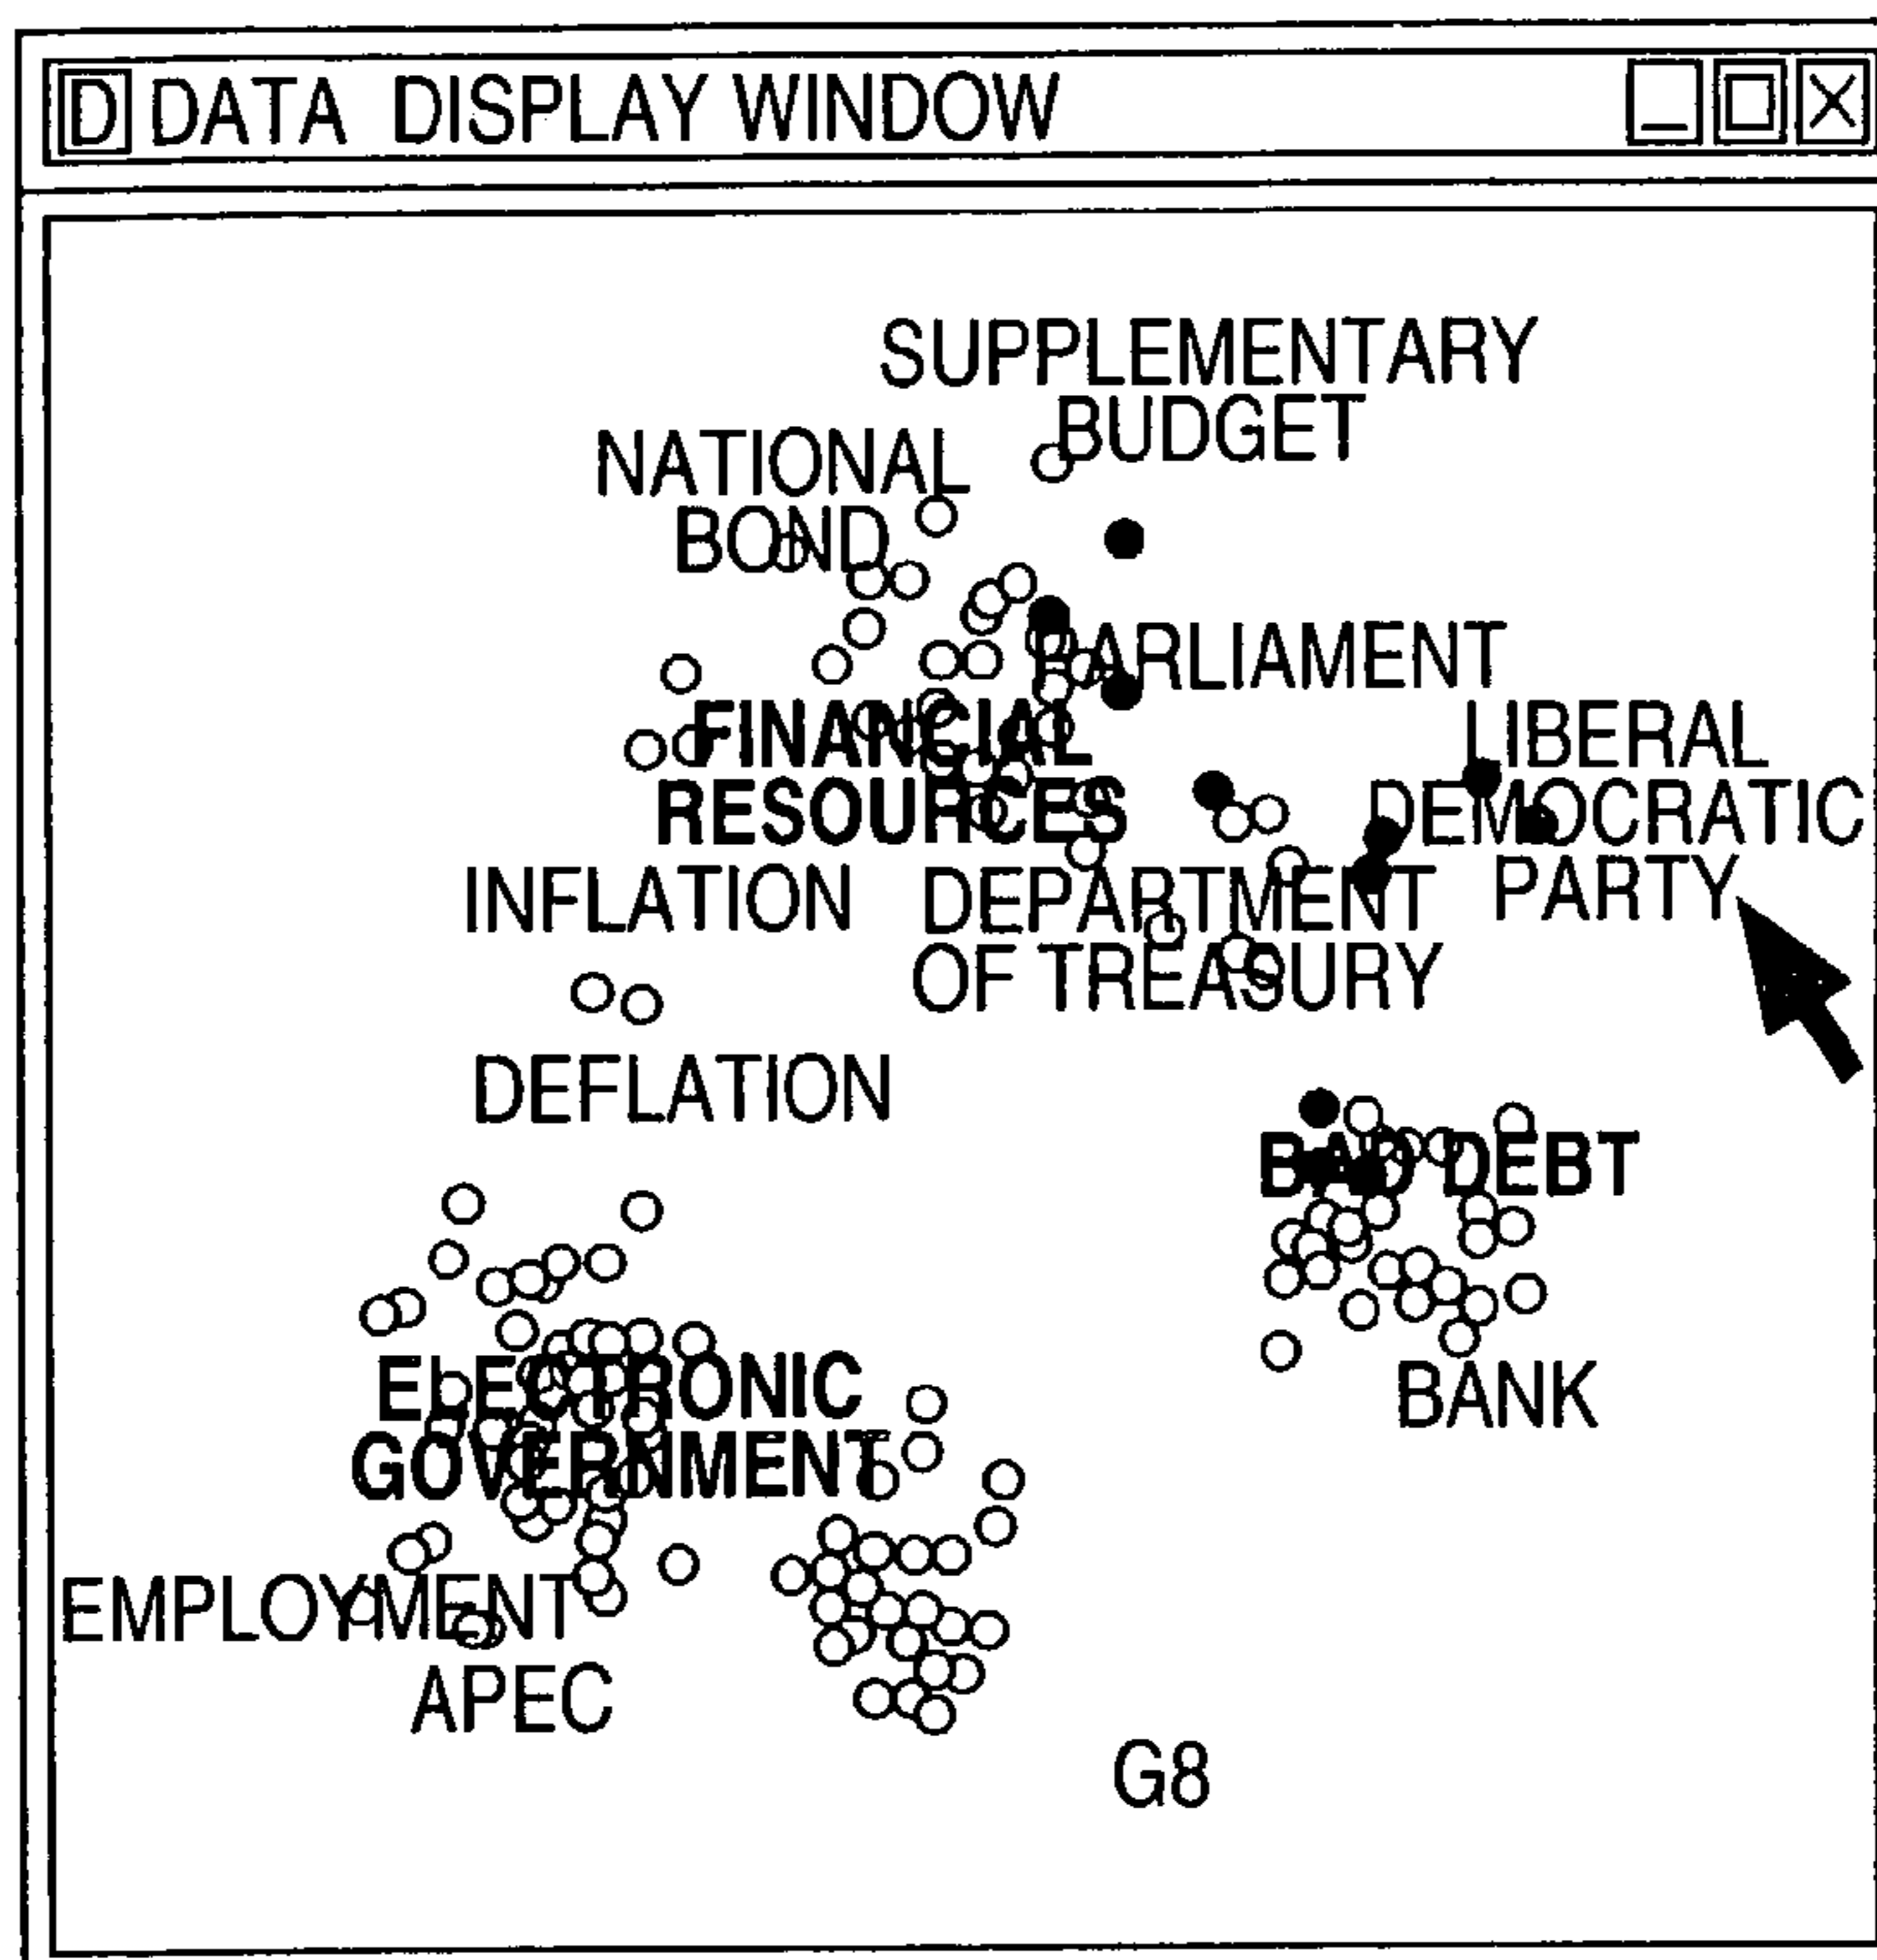 D DATA DISPLAY WINDOW
SUPPLEMENTARY
BUDGET
NATIONAL
BOND
PARLIAMENT
FINANCIAL
RESOURCES
LIBERAL
DEMOCRATIC
PARTY
INFLATION
DEPARTMENT
OF TREASURY
DEFLATION
BAD DEBT
BANK
ELECTRONIC
GOVERNMENT
EMPLOYMENT
APEC
G8